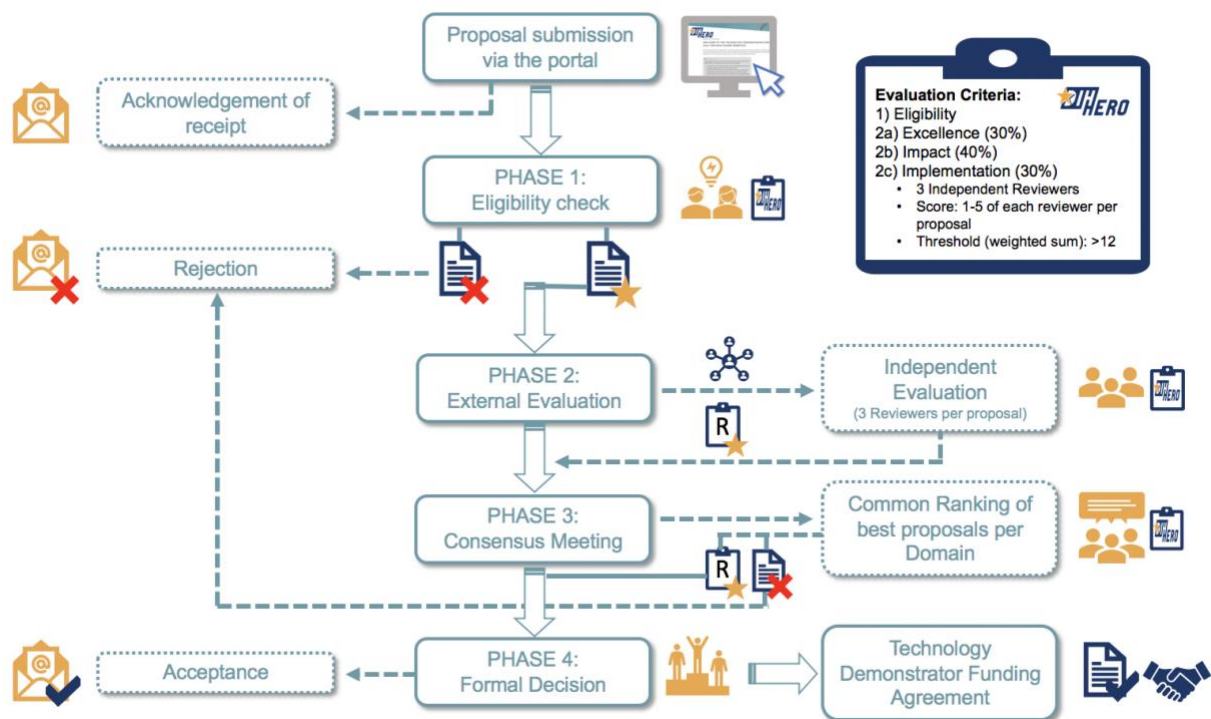 Proposal submission
via the portal
Acknowledgement of
receipt
PHASE 1:
Eligibility check
Rejection
PHASE 2:
External Evaluation
Independent
Evaluation
(3 Reviewers per proposal)
R
PHASE 3:
Consensus Meeting
Common Ranking of
best proposals per
Domain
R
PHASE 4:
Formal Decision
Acceptance
Technology
Demonstrator Funding
Agreement
Evaluation Criteria:
1) Eligibility
2a) Excellence (30%)
2b) Impact (40%)
2c) Implementation (30%)
• 3 Independent Reviewers
• Score: 1-5 of each reviewer per
proposal
• Threshold (weighted sum): >12
HERO